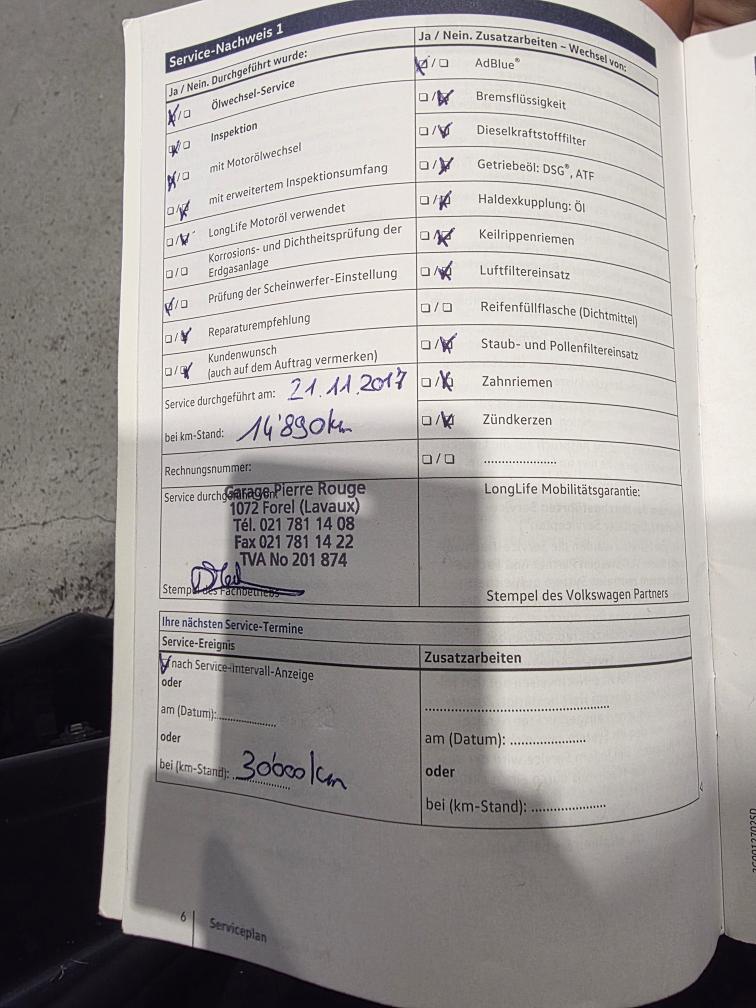 Service-Nachweis 1
Ja / Nein. Durchgeführt wurde:
Ölwechsel-Service
Inspektion
mit Motorölwechsel
mit erweitertem Inspektionsumfang
LongLife Motoröl verwendet
Korrosions- und Dichtheitsprüfung der
Erdgasanlage
Prüfung der Scheinwerfer-Einstellung
Reparaturempfehlung
Kundenwunsch
(auch auf dem Auftrag vermerken)
Service durchgeführt am: 21.11.2017
bei km-Stand: 14'890km
Rechnungsnummer:
Service durchgeführt von:
Garage Pierre Rouge
1072 Forel (Lavaux)
Tél. 021 781 14 08
Fax 021 781 14 22
TVA No 201 874
Stempel des Fachbetriebs
Ja / Nein. Zusatzarbeiten – Wechsel von:
AdBlue®
Bremsflüssigkeit
Dieselkraftstofffilter
Getriebeöl: DSG®, ATF
Haldexkupplung: Öl
Keilrippenriemen
Luftfiltereinsatz
Reifenfüllflasche (Dichtmittel)
Staub- und Pollenfiltereinsatz
Zahnriemen
Zündkerzen
....................
LongLife Mobilitätsgarantie:
Stempel des Volkswagen Partners
Ihre nächsten Service-Termine
Service-Ereignis
nach Service-Intervall-Anzeige
oder
am (Datum):................
oder
bei (km-Stand): 30'000 km
Zusatzarbeiten
..................................................
am (Datum): ....................
oder
bei (km-Stand): ....................
6
Serviceplan